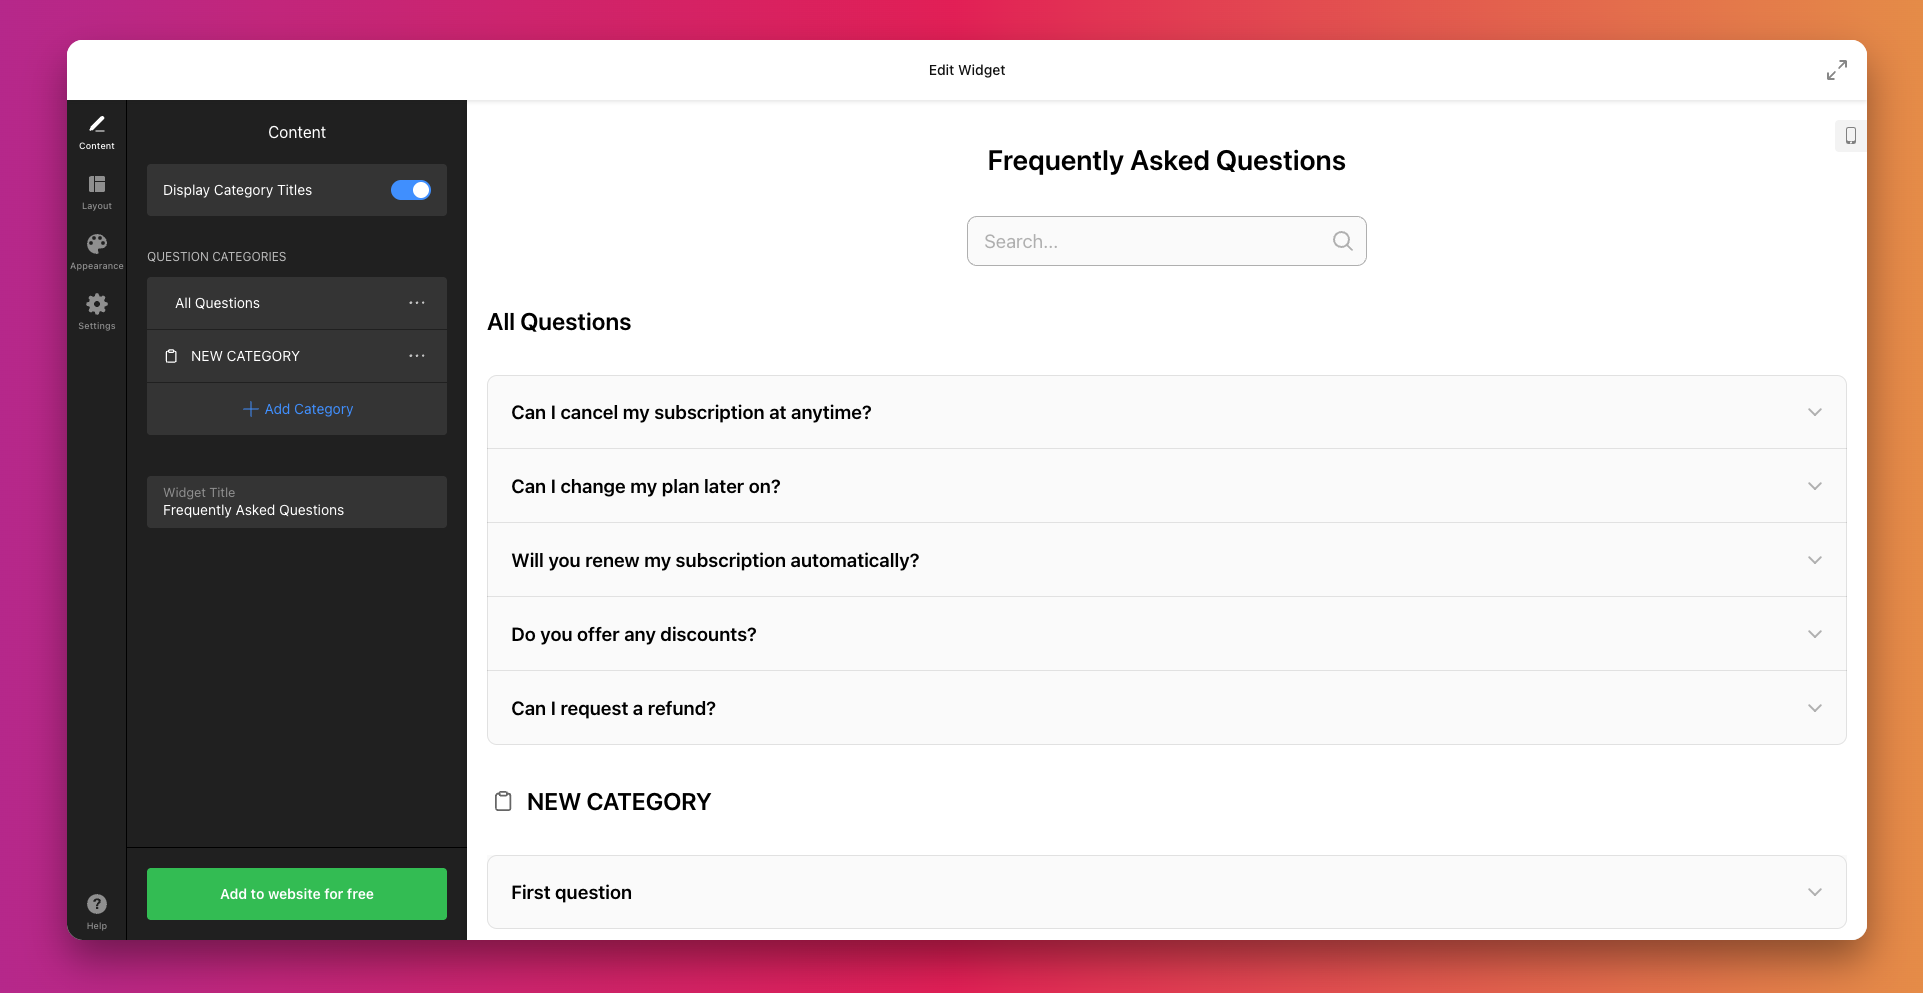 Edit Widget
Content
Layout
Appearance
Settings
Help
Content
Display Category Titles
QUESTION CATEGORIES
All Questions
NEW CATEGORY
Add Category
Widget Title
Frequently Asked Questions
Add to website for free
Frequently Asked Questions
Search...
All Questions
Can I cancel my subscription at anytime?
Can I change my plan later on?
Will you renew my subscription automatically?
Do you offer any discounts?
Can I request a refund?
NEW CATEGORY
First question